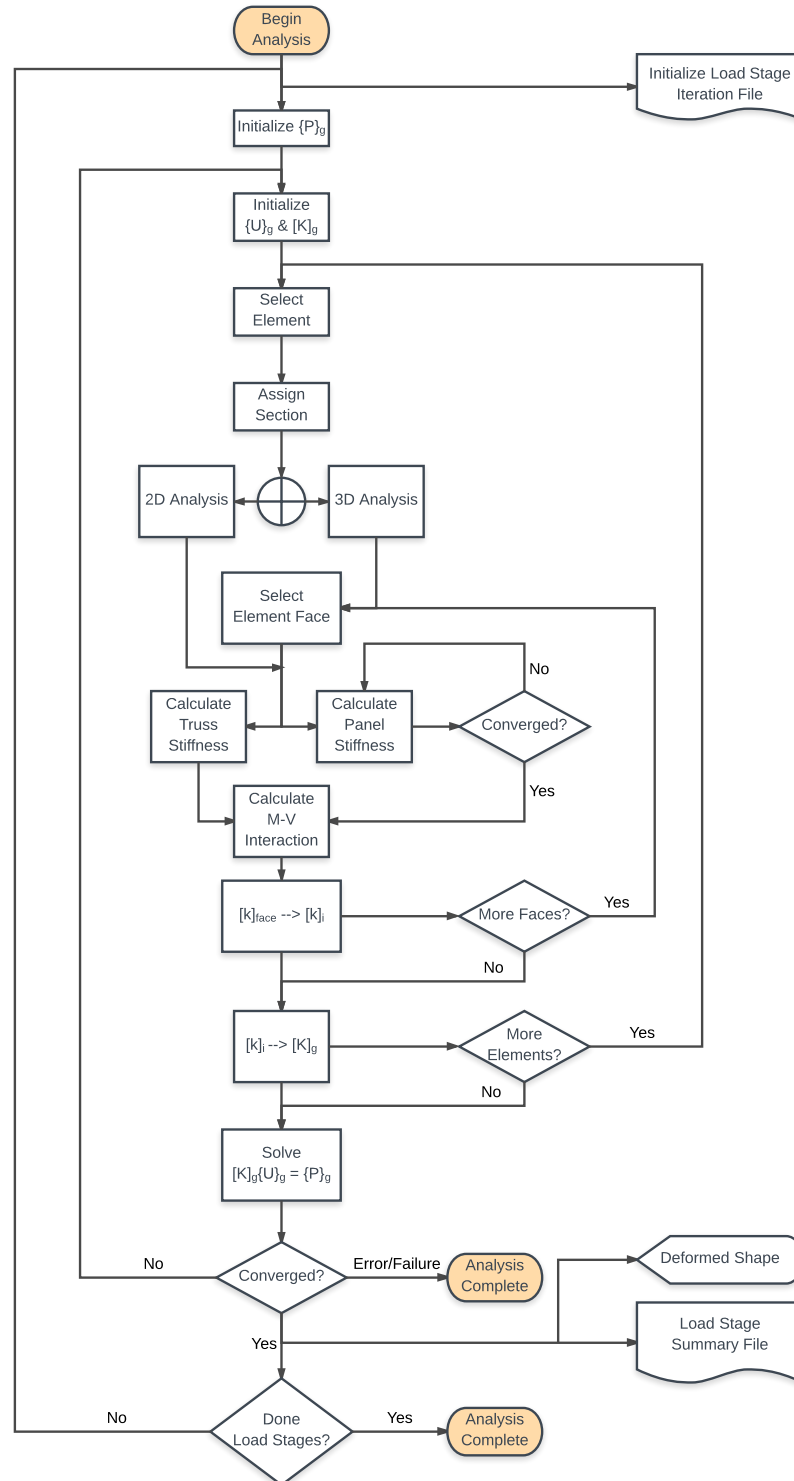 Begin
Analysis
Initialize Load Stage
Iteration File
Initialize {P}g
Initialize
{U}g & [K]g
Select
Element
Assign
Section
2D Analysis
3D Analysis
Select
Element Face
No
Calculate
Truss
Stiffness
Calculate
Panel
Stiffness
Converged?
Yes
Calculate
M-V
Interaction
[k]face --> [k]i
More Faces?
Yes
No
[k]i --> [K]g
More
Elements?
Yes
No
Solve
[K]g{U}g = {P}g
No
Converged?
Error/Failure
Analysis
Complete
Deformed Shape
Load Stage
Summary File
Yes
No
Done
Load Stages?
Yes
Analysis
Complete